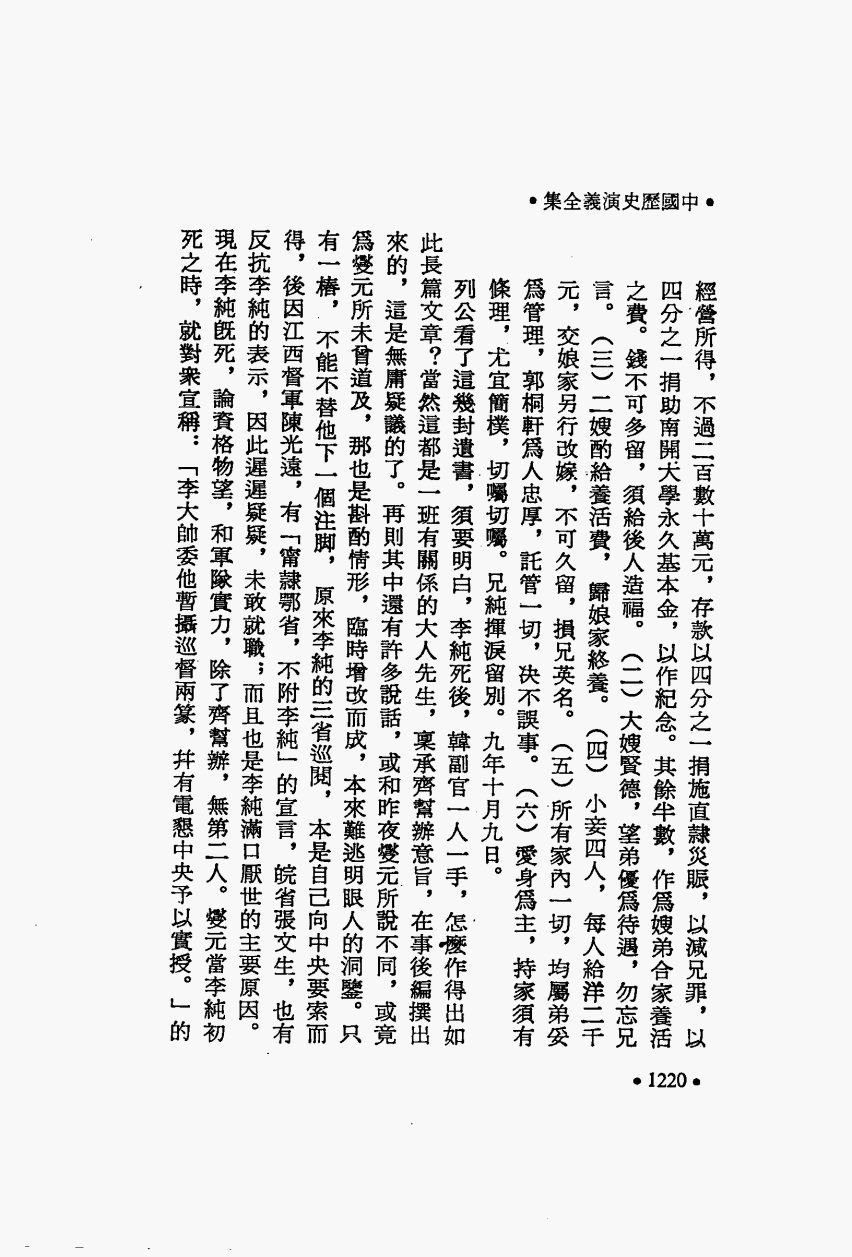 •中國歷史演義全集•
經營所得，不過二百數十萬元，存款以四分之一捐施直隸災賑，以減兄罪，以
四分之一捐助南開大學永久基本金，以作紀念。其餘半數，作爲嫂弟合家養活
之費。錢不可多留，須給後人造福。（二）大嫂賢德，望弟優爲待遇，勿忘兄
言。（三）二嫂酌給養活費，歸娘家終養。（四）小妾四人，每人給洋二千
元，交娘家另行改嫁，不可久留，損兄英名。（五）所有家內一切，均屬弟妥
爲管理，郭桐軒爲人忠厚，託管一切，決不誤事。（六）愛身爲主，持家須有
條理，尤宜簡樸，切囑切囑。兄純揮淚留別。九年十月九日。
列公看了這幾封遺書，須要明白，李純死後，韓副官一人一手，怎麼作得出如
此長篇文章？當然這都是一班有關係的大人先生，稟承齊幫辦意旨，在事後編撰出
來的，這是無庸疑議的了。再則其中還有許多說話，或和昨夜燮元所說不同，或竟
爲燮元所未曾道及，那也是斟酌情形，臨時增改而成，本來難逃明眼人的洞鑒。只
有一樁，不能不替他下一個注脚，原來李純的三省巡閱，本是自己向中央要索而
得，後因江西督軍陳光遠，有「甯隸鄂省，不附李純」的宣言，皖省張文生，也有
反抗李純的表示，因此遲遲疑疑，未敢就職；而且也是李純滿口厭世的主要原因。
現在李純既死，論資格物望，和軍隊實力，除了齊幫辦，無第二人。燮元當李純初
死之時，就對衆宣稱：「李大帥委他暫攝巡督兩篆，幷有電懇中央予以實授。」的
•1220•